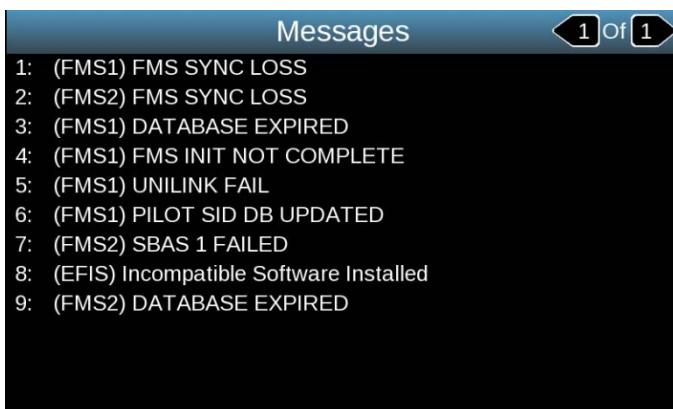 Messages
1 Of 1
1: (FMS1) FMS SYNC LOSS
2: (FMS2) FMS SYNC LOSS
3: (FMS1) DATABASE EXPIRED
4: (FMS1) FMS INIT NOT COMPLETE
5: (FMS1) UNILINK FAIL
6: (FMS1) PILOT SID DB UPDATED
7: (FMS2) SBAS 1 FAILED
8: (EFIS) Incompatible Software Installed
9: (FMS2) DATABASE EXPIRED